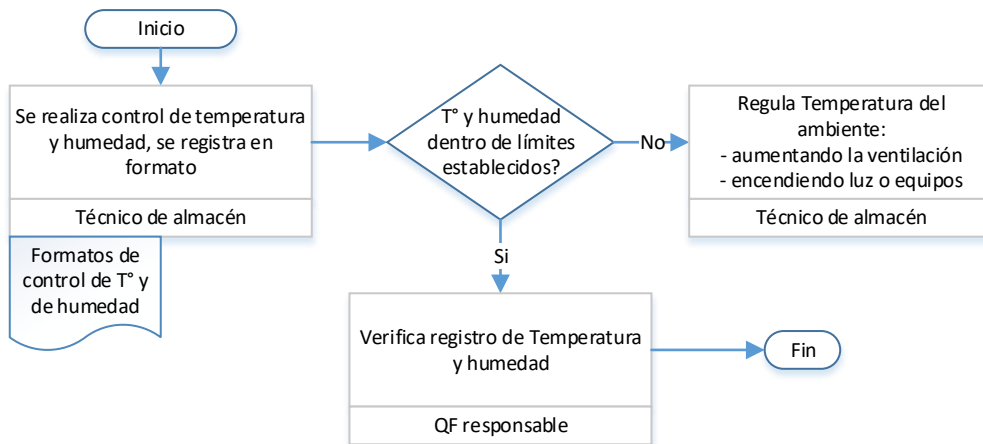 Inicio
Se realiza control de temperatura
y humedad, se registra en
formato
Técnico de almacén
Formatos de
control de T° y
de humedad
T° y humedad
dentro de límites
establecidos?
No
Regula Temperatura del
ambiente:
- aumentando la ventilación
- encendiendo luz o equipos
Técnico de almacén
Si
Verifica registro de Temperatura
y humedad
QF responsable
Fin